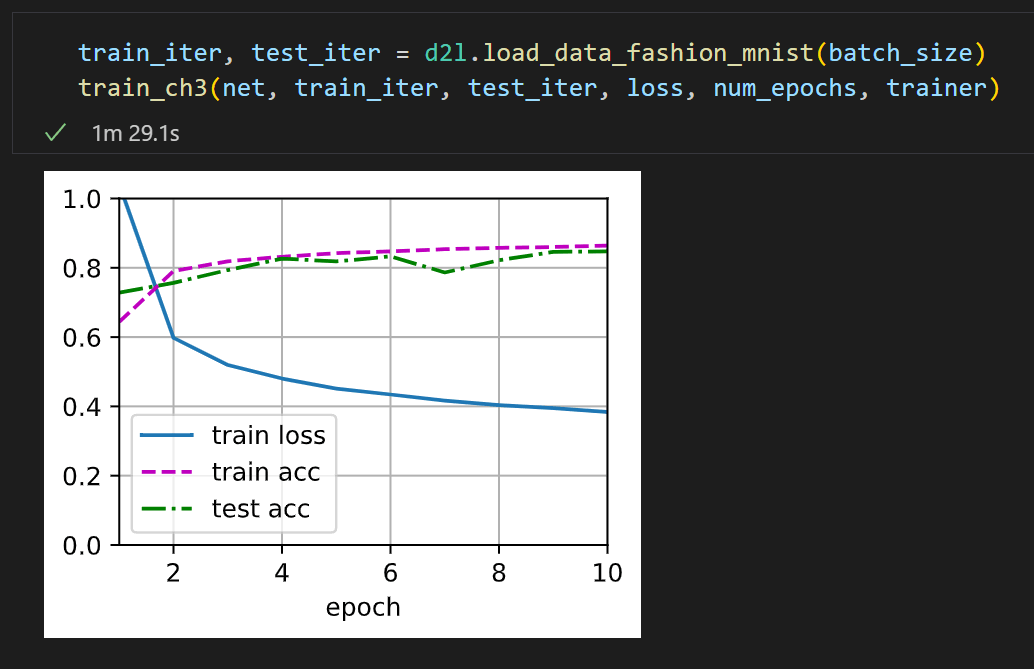 train_iter, test_iter = d2l.load_data_fashion_mnist(batch_size)
train_ch3(net, train_iter, test_iter, loss, num_epochs, trainer)
1m 29.1s
1.0
0.8
0.6
0.4
0.2
0.0
train loss
train acc
test acc
2 4 6 8 10
epoch